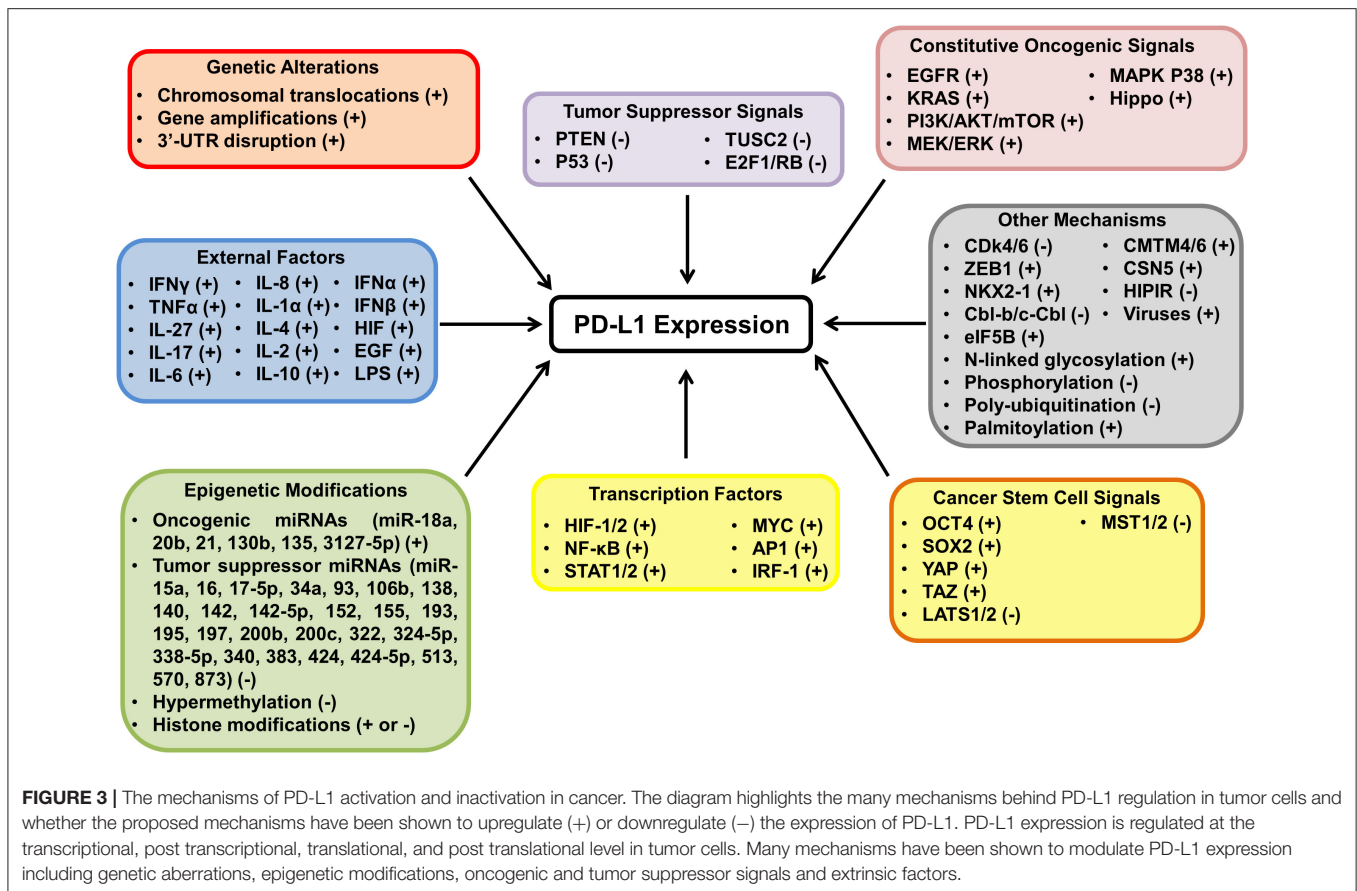 Genetic Alterations
• Chromosomal translocations (+)
• Gene amplifications (+)
• 3'-UTR disruption (+)
Tumor Suppressor Signals
• PTEN (-)
• P53 (-)
• TUSC2 (-)
• E2F1/RB (-)
Constitutive Oncogenic Signals
• EGFR (+)
• KRAS (+)
• PI3K/AKT/mTOR (+)
• MEK/ERK (+)
• MAPK P38 (+)
• Hippo (+)
External Factors
• IFNγ (+)
• TNFα (+)
• IL-27 (+)
• IL-17 (+)
• IL-6 (+)
• IL-8 (+)
• IL-1α (+)
• IL-4 (+)
• IL-2 (+)
• IL-10 (+)
• IFNα (+)
• IFNβ (+)
• HIF (+)
• EGF (+)
• LPS (+)
PD-L1 Expression
Other Mechanisms
• CDk4/6 (-)
• ZEB1 (+)
• NKX2-1 (+)
• Cbl-b/c-Cbl (-)
• eIF5B (+)
• N-linked glycosylation (+)
• Phosphorylation (-)
• Poly-ubiquitination (-)
• Palmitoylation (+)
• CMTM4/6 (+)
• CSN5 (+)
• HIPIR (-)
• Viruses (+)
Epigenetic Modifications
• Oncogenic miRNAs (miR-18a,
20b, 21, 130b, 135, 3127-5p) (+)
• Tumor suppressor miRNAs (miR-
15a, 16, 17-5p, 34a, 93, 106b, 138,
140, 142, 142-5p, 152, 155, 193,
195, 197, 200b, 200c, 322, 324-5p,
338-5p, 340, 383, 424, 424-5p, 513,
570, 873) (-)
• Hypermethylation (-)
• Histone modifications (+ or -)
Transcription Factors
• HIF-1/2 (+)
• NF-κB (+)
• STAT1/2 (+)
• MYC (+)
• AP1 (+)
• IRF-1 (+)
Cancer Stem Cell Signals
• OCT4 (+)
• SOX2 (+)
• YAP (+)
• TAZ (+)
• LATS1/2 (-)
• MST1/2 (-)
FIGURE 3 | The mechanisms of PD-L1 activation and inactivation in cancer. The diagram highlights the many mechanisms behind PD-L1 regulation in tumor cells and
whether the proposed mechanisms have been shown to upregulate (+) or downregulate (−) the expression of PD-L1. PD-L1 expression is regulated at the
transcriptional, post transcriptional, translational, and post translational level in tumor cells. Many mechanisms have been shown to modulate PD-L1 expression
including genetic aberrations, epigenetic modifications, oncogenic and tumor suppressor signals and extrinsic factors.